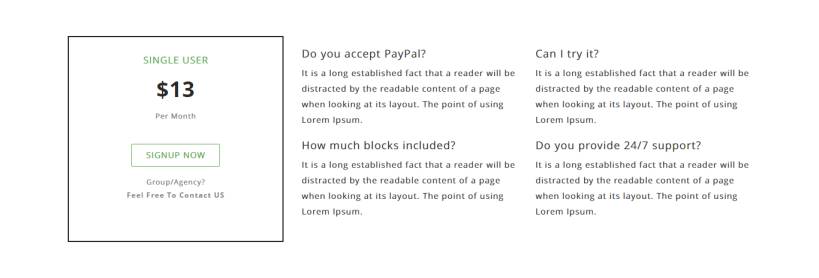 SINGLE USER
$13
Per Month
SIGNUP NOW
Group/Agency?
Feel Free To Contact US
Do you accept PayPal?
It is a long established fact that a reader will be
distracted by the readable content of a page
when looking at its layout. The point of using
Lorem Ipsum.
How much blocks included?
It is a long established fact that a reader will be
distracted by the readable content of a page
when looking at its layout. The point of using
Lorem Ipsum.
Can I try it?
It is a long established fact that a reader will be
distracted by the readable content of a page
when looking at its layout. The point of using
Lorem Ipsum.
Do you provide 24/7 support?
It is a long established fact that a reader will be
distracted by the readable content of a page
when looking at its layout. The point of using
Lorem Ipsum.